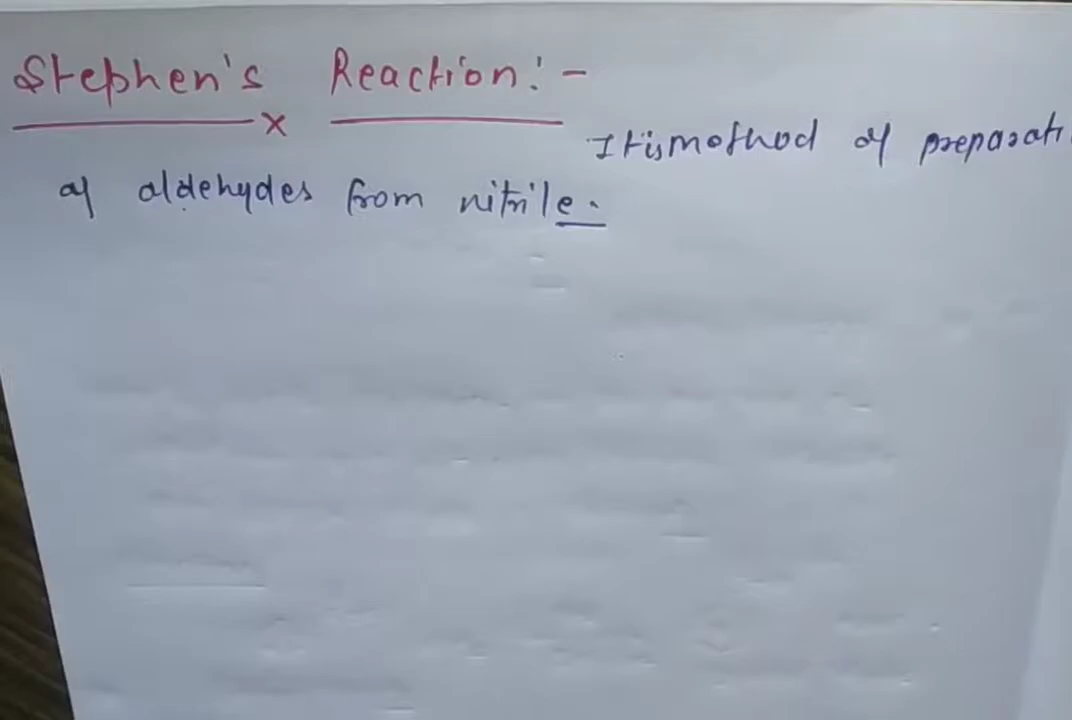 Stephen's Reaction:-
It is method of preparati
of aldehydes from nitrile.